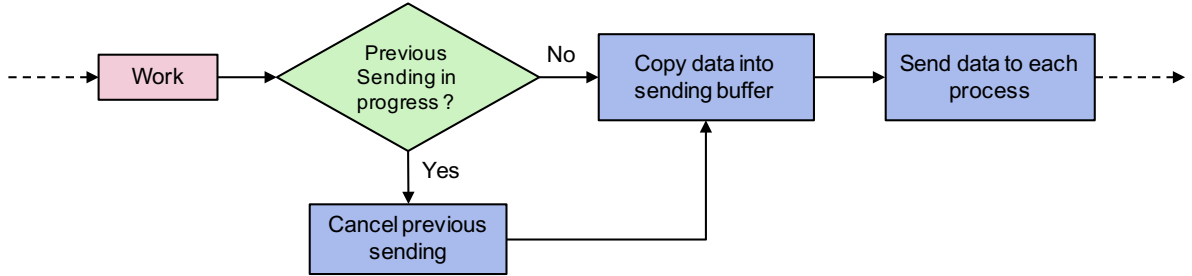 Work
Previous
Sending in
progress ?
No
Copy data into
sending buffer
Send data to each
process
Yes
Cancel previous
sending